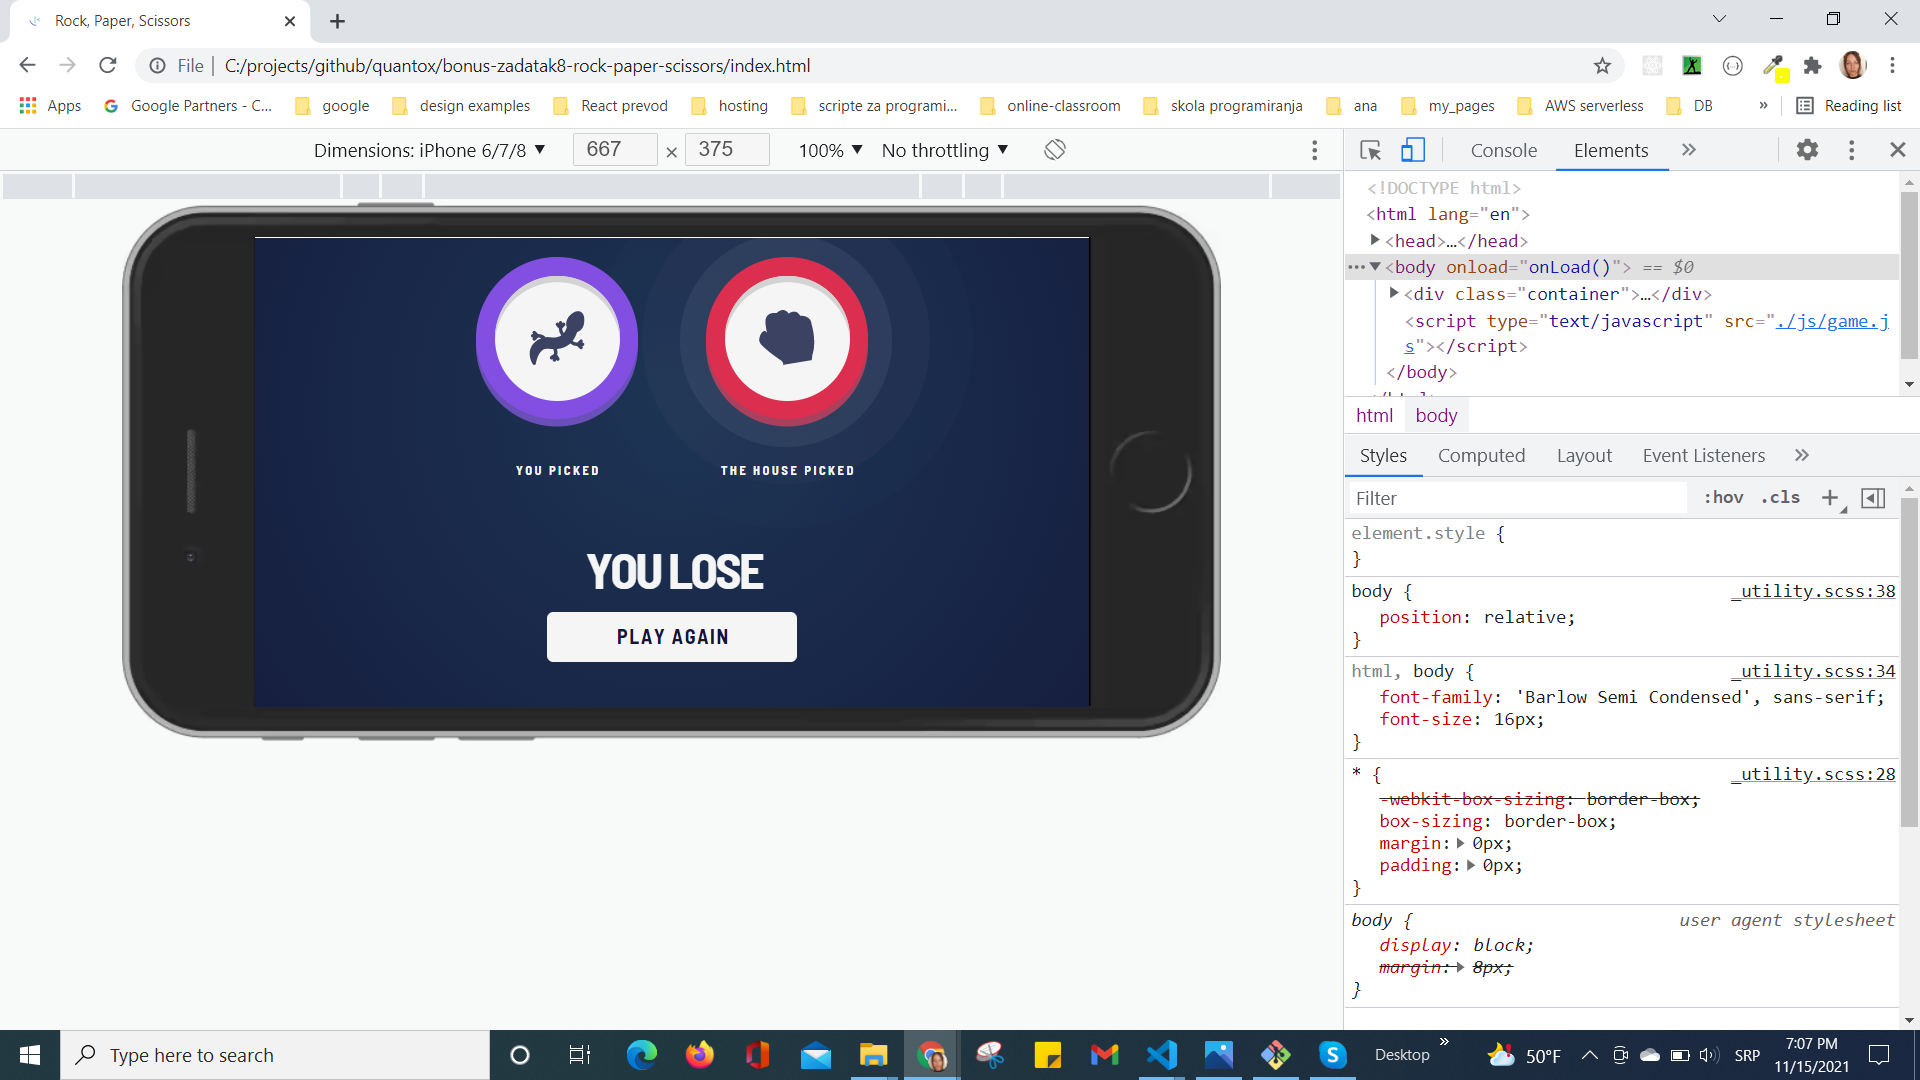 Rock, Paper, Scissors
File | C:/projects/github/quantox/bonus-zadatak8-rock-paper-scissors/index.html
Apps Google Partners - C... google design examples React prevod hosting scripte za programi... online-classroom skola programiranja ana my_pages AWS serverless DB » Reading list
Dimensions: iPhone 6/7/8 ▼ 667 × 375 100% ▼ No throttling ▼
Console Elements »
<!DOCTYPE html>
<html lang="en">
<head>…</head>
<body onload="onLoad()"> == $0
<div class="container">…</div>
<script type="text/javascript" src="./js/game.j
s"></script>
</body>
html body
Styles Computed Layout Event Listeners »
Filter :hov .cls +
element.style {
}
body { _utility.scss:38
position: relative;
}
html, body { _utility.scss:34
font-family: 'Barlow Semi Condensed', sans-serif;
font-size: 16px;
}
* { _utility.scss:28
-webkit-box-sizing: border-box;
box-sizing: border-box;
margin: 0px;
padding: 0px;
}
body { user agent stylesheet
display: block;
margin: 8px;
}
YOU PICKED THE HOUSE PICKED
YOU LOSE
PLAY AGAIN
Type here to search Desktop » 50°F SRP 7:07 PM
11/15/2021